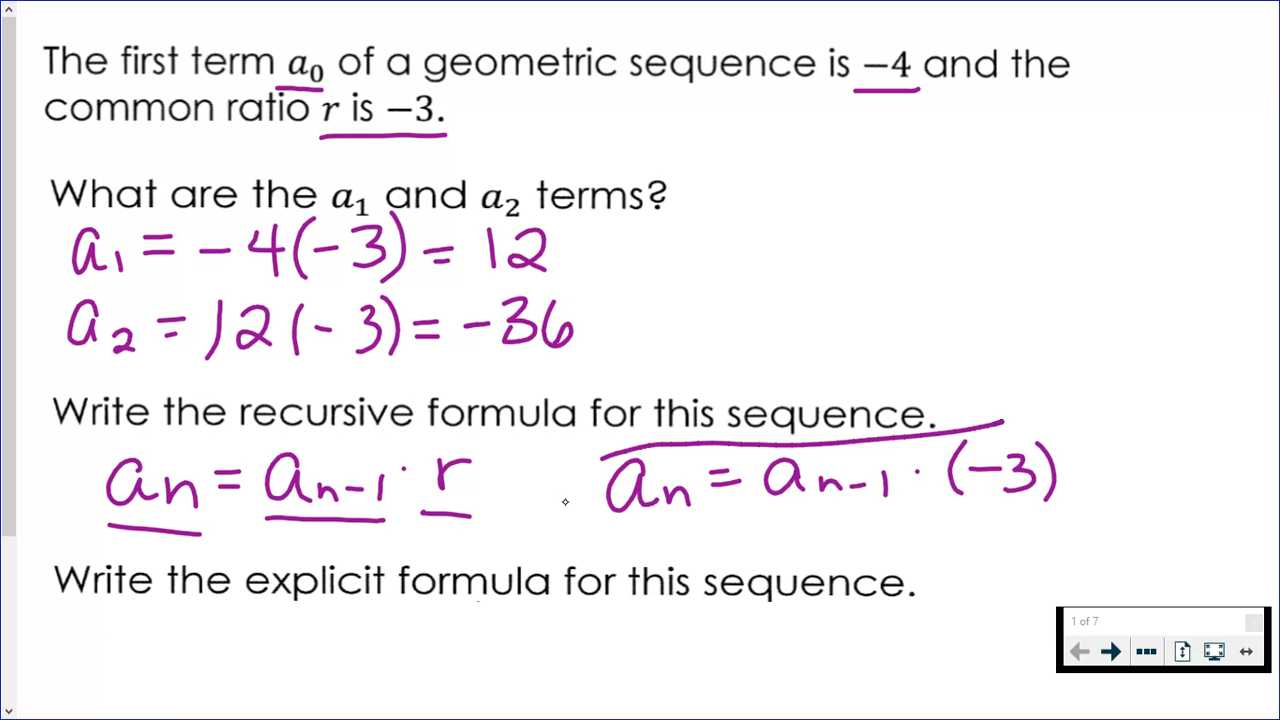 The first term a₀ of a geometric sequence is −4 and the
common ratio r is −3.
What are the a₁ and a₂ terms?
a₁ = −4(−3) = 12
a₂ = 12(−3) = −36
Write the recursive formula for this sequence.
aₙ = aₙ₋₁ · r aₙ = aₙ₋₁ · (−3)
Write the explicit formula for this sequence.
1 of 7